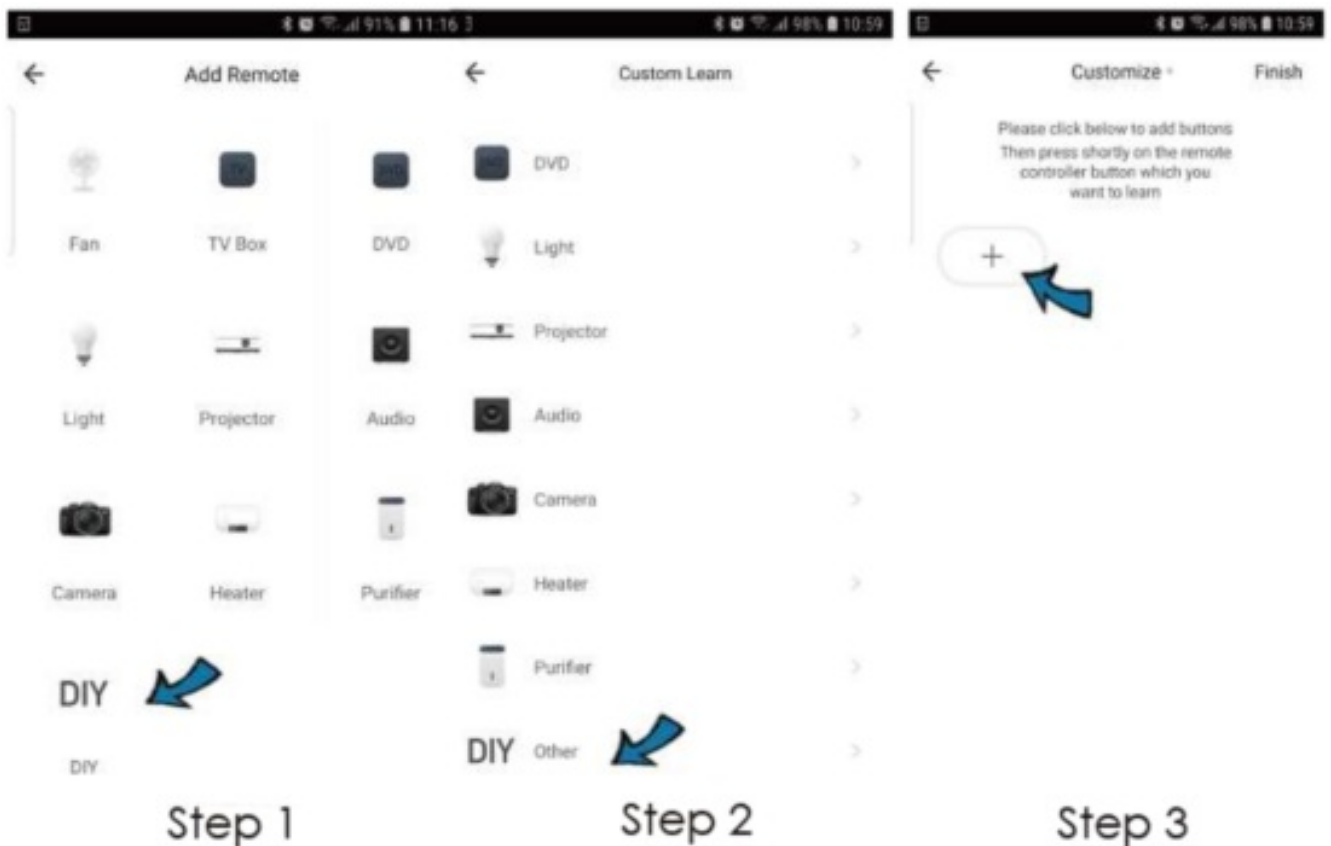 91% 11:16
Add Remote
Fan
TV Box
DVD
Light
Projector
Audio
Camera
Heater
Purifier
DIY
DIY
Step 1
98% 10:59
Custom Learn
DVD
Light
Projector
Audio
Camera
Heater
Purifier
DIY Other
Step 2
98% 10:59
Customize
Finish
Please click below to add buttons
Then press shortly on the remote
controller button which you
want to learn
+
Step 3